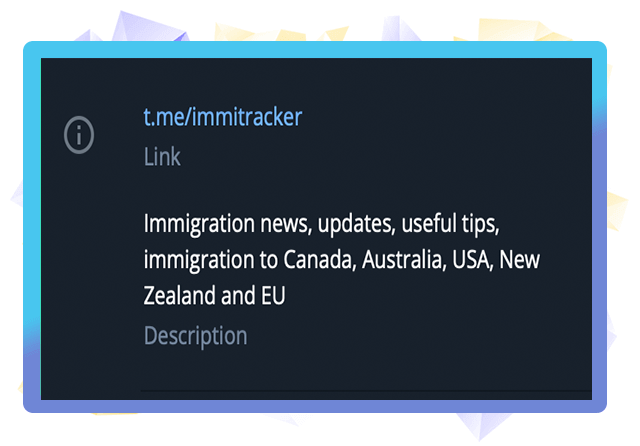 t.me/immitracker
Link
Immigration news, updates, useful tips,
immigration to Canada, Australia, USA, New
Zealand and EU
Description